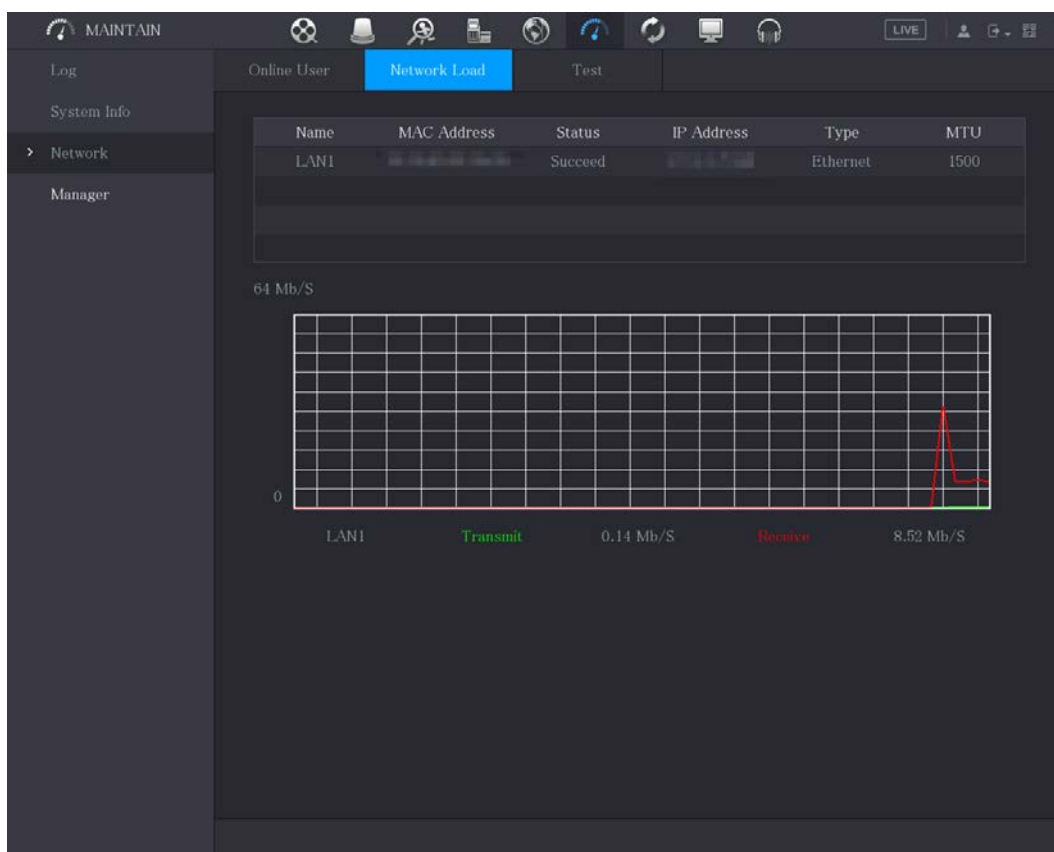 MAINTAIN
LIVE
Log
Online User Network Load Test
System Info
Name MAC Address Status IP Address Type MTU
Network
LAN1 Succeed Ethernet 1500
Manager
64 Mb/S
0
LAN1 Transmit 0.14 Mb/S Receive 8.52 Mb/S